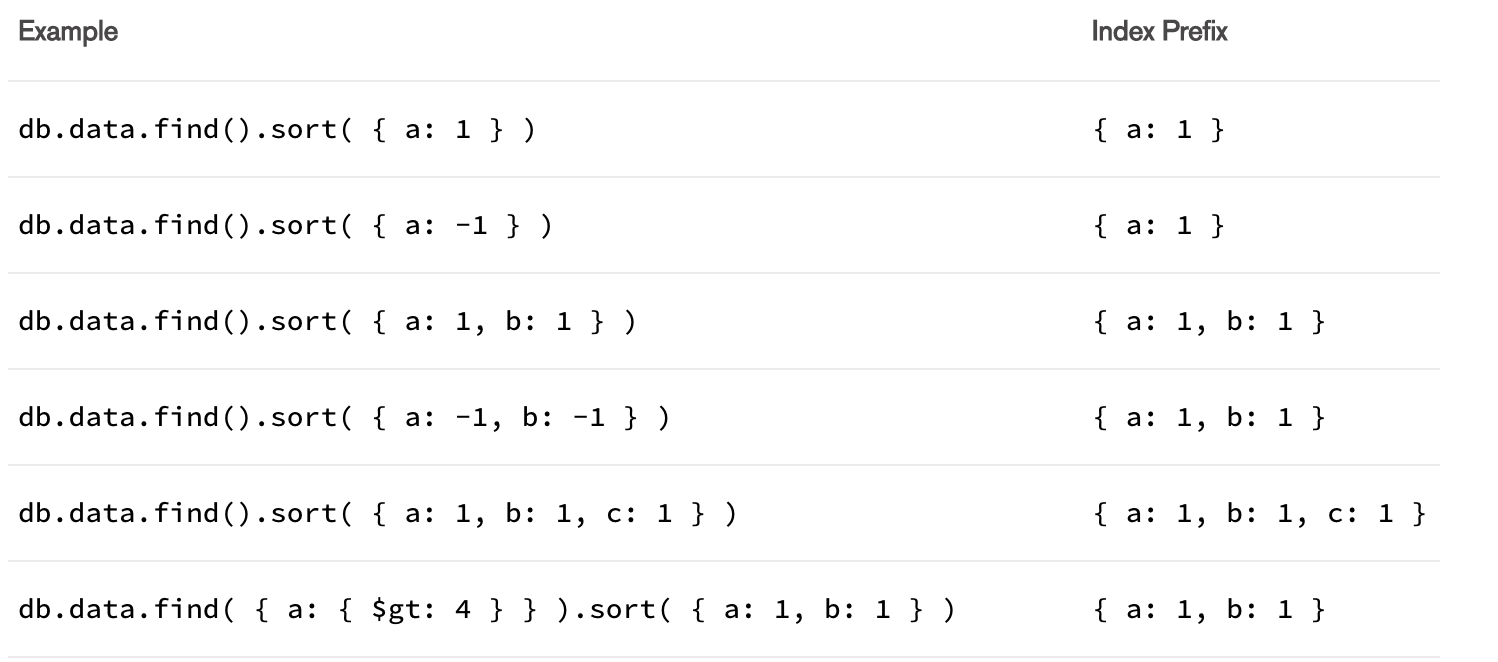 Example Index Prefix
db.data.find().sort( { a: 1 } ) { a: 1 }
db.data.find().sort( { a: -1 } ) { a: 1 }
db.data.find().sort( { a: 1, b: 1 } ) { a: 1, b: 1 }
db.data.find().sort( { a: -1, b: -1 } ) { a: 1, b: 1 }
db.data.find().sort( { a: 1, b: 1, c: 1 } ) { a: 1, b: 1, c: 1 }
db.data.find( { a: { $gt: 4 } } ).sort( { a: 1, b: 1 } ) { a: 1, b: 1 }